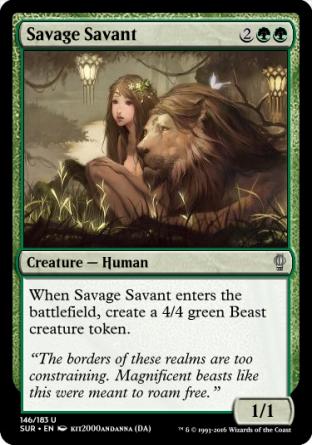 Savage Savant 2
Creature — Human
When Savage Savant enters the
battlefield, create a 4/4 green Beast
creature token.
“The borders of these realms are too
constraining. Magnificent beasts like
this were meant to roam free.”
1/1
146/183 U
SUR • EN KIT2000ANDANNA (DA)
™ & © 1993-2016 Wizards of the Coast